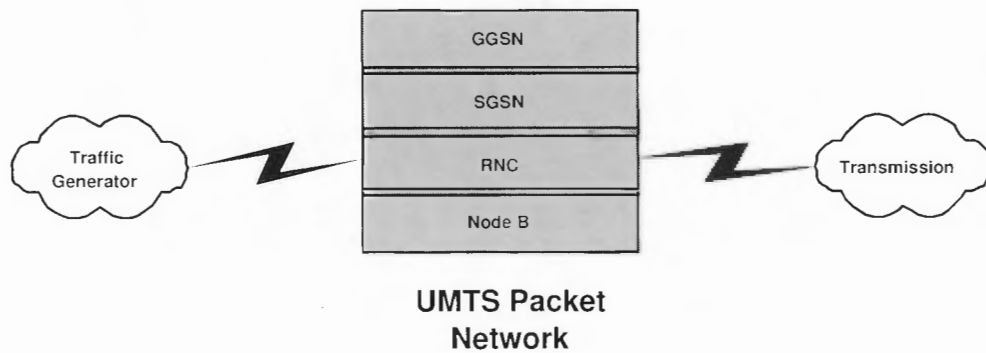 GGSN
SGSN
Traffic
Generator
RNC
Transmission
Node B
UMTS Packet
Network